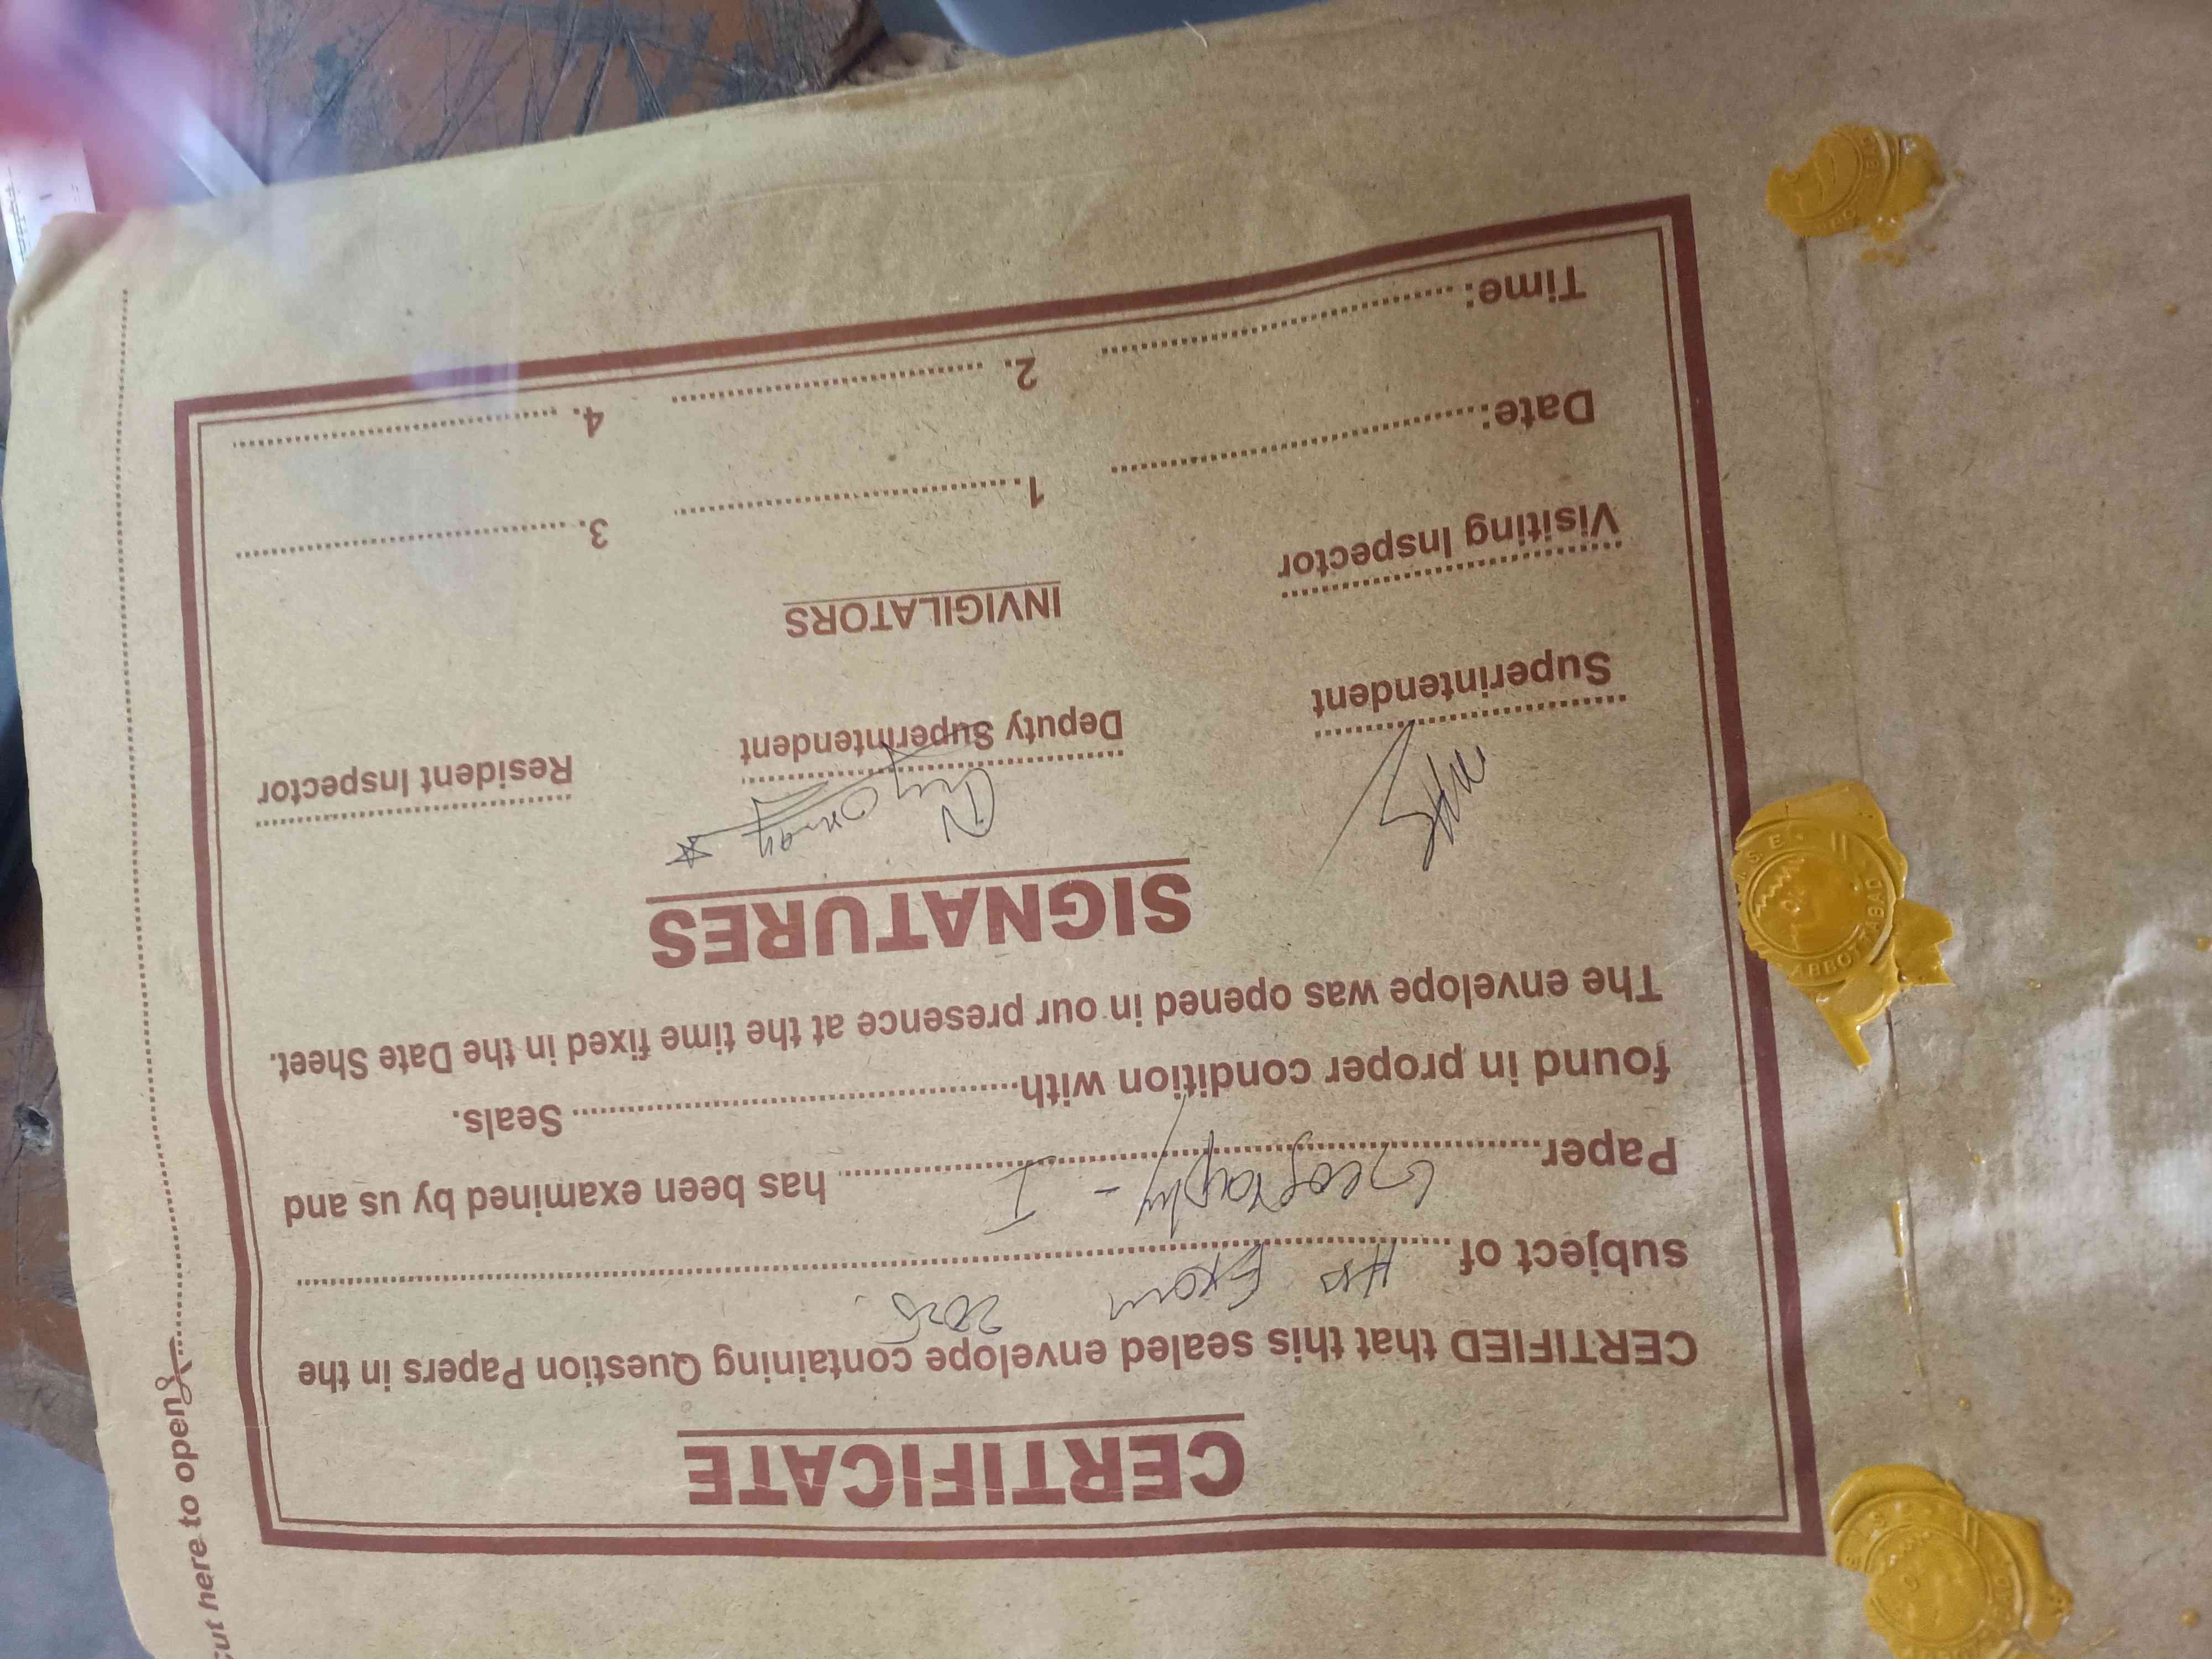 CERTIFICATE
CERTIFIED that this sealed envelope containing Question Papers in the
Exam 2025.
subject of ..........
Geography - I
Paper .......... has been examined by us and
found in proper condition with .......... Seals.
The envelope was opened in our presence at the time fixed in the Date Sheet.
SIGNATURES
Superintendent Deputy Superintendent Resident Inspector
INVIGILATORS
Visiting Inspector
Date: .......... 1. .......... 3. ..........
Time: .......... 2. .......... 4. ..........
cut here to open
ABBOTTABAD